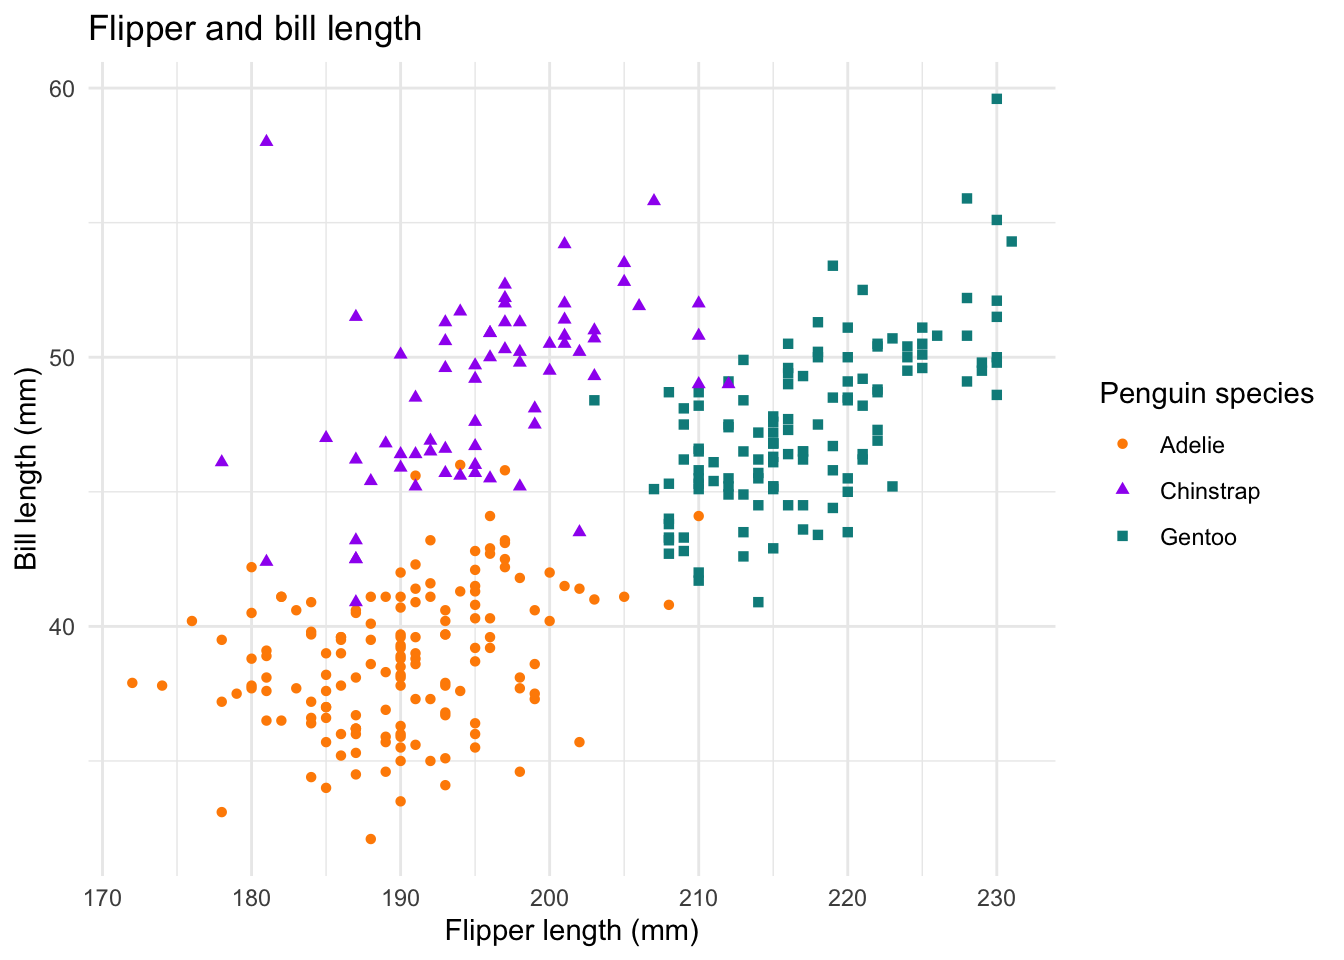 Flipper and bill length
60
50
40
Bill length (mm)
170 180 190 200 210 220 230
Flipper length (mm)
Penguin species
Adelie
Chinstrap
Gentoo